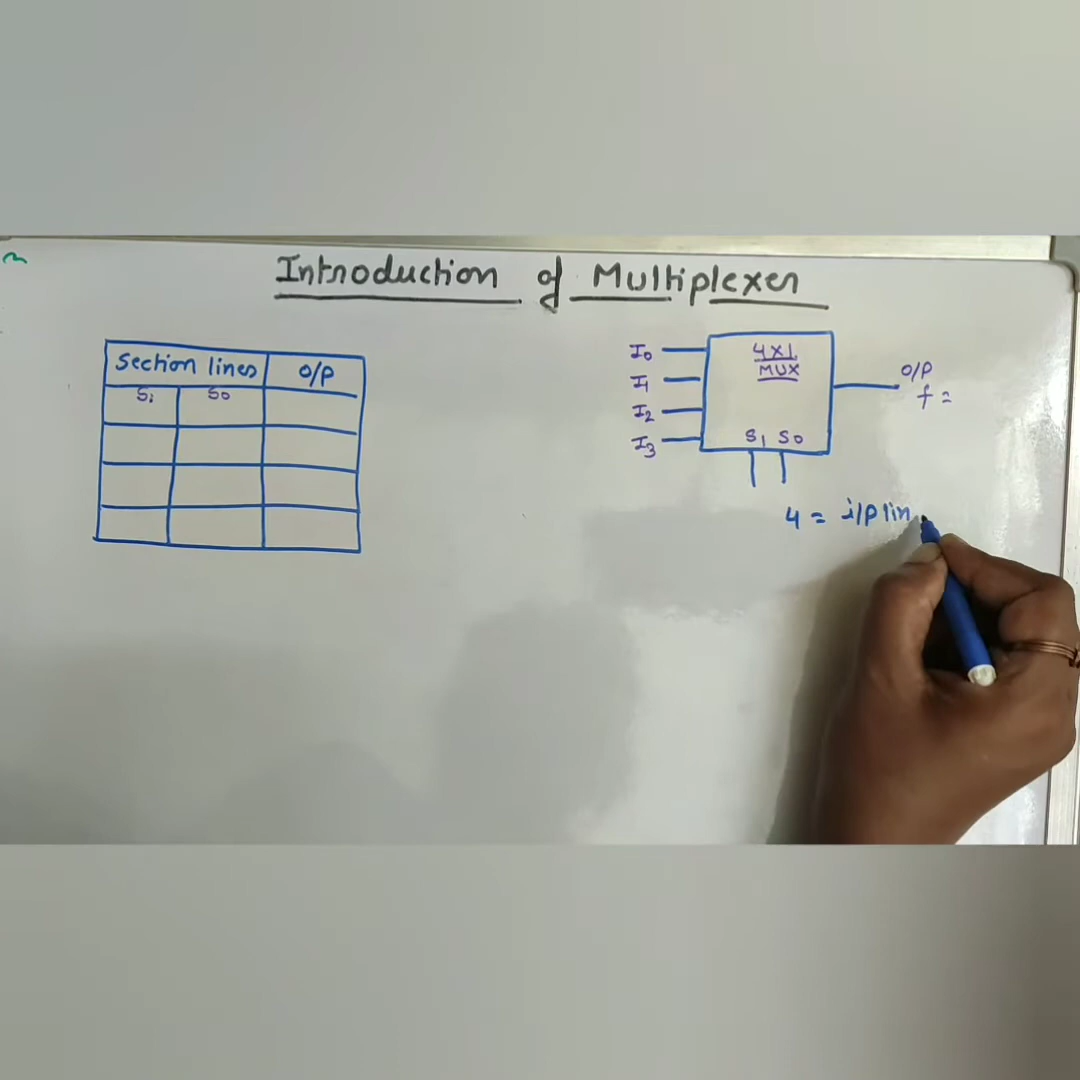 Introduction of Multiplexer
Section lines O/P
S1 S0
I0
I1
I2
I3
4X1
MUX
S1 S0
O/P
f =
4 = i/p lin